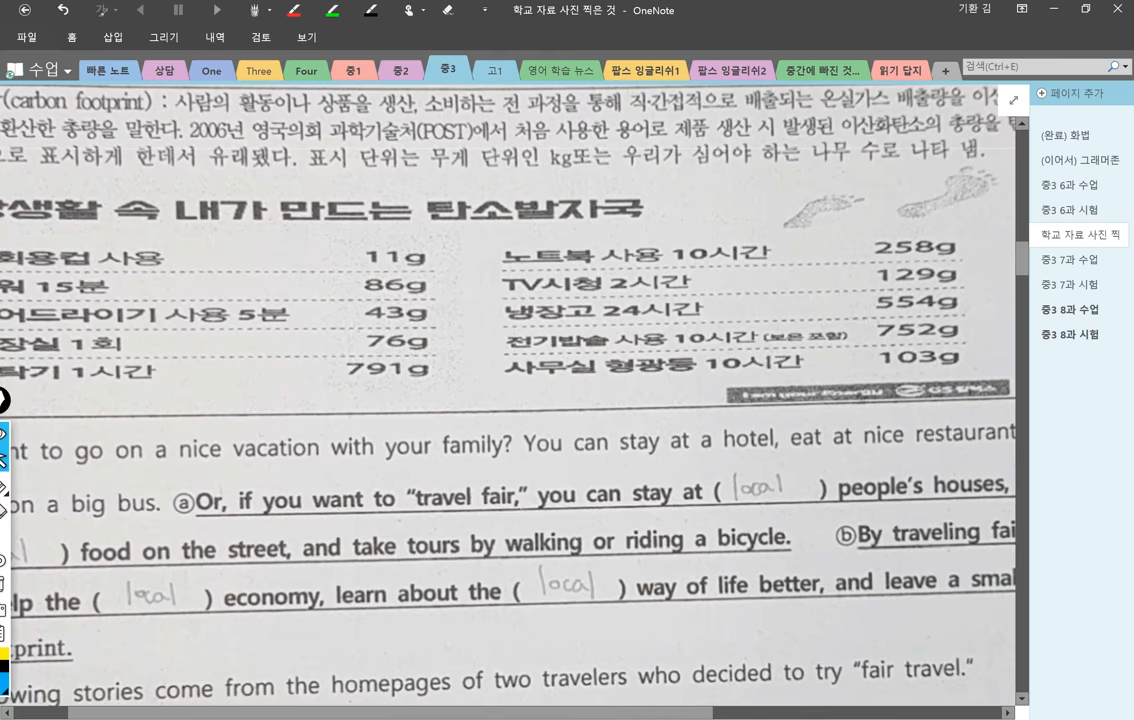 학교 자료 사진 찍은 것 - OneNote
기환 김
파일 홈 삽입 그리기 내역 검토 보기
수업 빠른 노트 상담 One Three Four 중1 중2 중3 고1 영어 학습 뉴스 팝스 잉글리쉬1 팝스 잉글리쉬2 중간에 빠진 것... 읽기 답지 +
검색(Ctrl+E)
페이지 추가
(완료) 화법
(이어서) 그래머존
중3 6과 수업
중3 6과 시험
학교 자료 사진 찍
중3 7과 수업
중3 7과 시험
중3 8과 수업
중3 8과 시험
(carbon footprint) : 사람의 활동이나 상품을 생산, 소비하는 전 과정을 통해 직·간접적으로 배출되는 온실가스 배출량을 이산
환산한 총량을 말한다. 2006년 영국의회 과학기술처(POST)에서 처음 사용한 용어로 제품 생산 시 발생된 이산화탄소의 총량을
으로 표시하게 한데서 유래됐다. 표시 단위는 무게 단위인 kg또는 우리가 심어야 하는 나무 수로 나타 냄.
생활 속 내가 만드는 탄소발자국
회용컵 사용 11g 노트북 사용 10시간 258g
워 15분 86g TV시청 2시간 129g
어드라이기 사용 5분 43g 냉장고 24시간 554g
장실 1회 76g 전기밥솥 사용 10시간 (보온 포함) 752g
탁기 1시간 791g 사무실 형광등 10시간 103g
I am your Energy GS 칼텍스
nt to go on a nice vacation with your family? You can stay at a hotel, eat at nice restaurant
on a big bus. ⓐOr, if you want to “travel fair,” you can stay at ( local ) people's houses,
al ) food on the street, and take tours by walking or riding a bicycle. ⓑBy traveling fai
lp the ( local ) economy, learn about the ( local ) way of life better, and leave a smal
print.
owing stories come from the homepages of two travelers who decided to try “fair travel.”